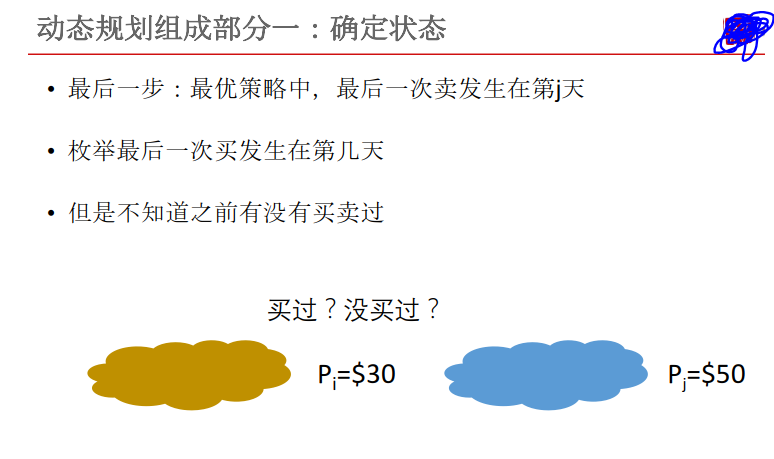 动态规划组成部分一：确定状态
• 最后一步：最优策略中，最后一次卖发生在第j天
• 枚举最后一次买发生在第几天
• 但是不知道之前有没有买卖过
买过？没买过？
Pi=$30 Pj=$50